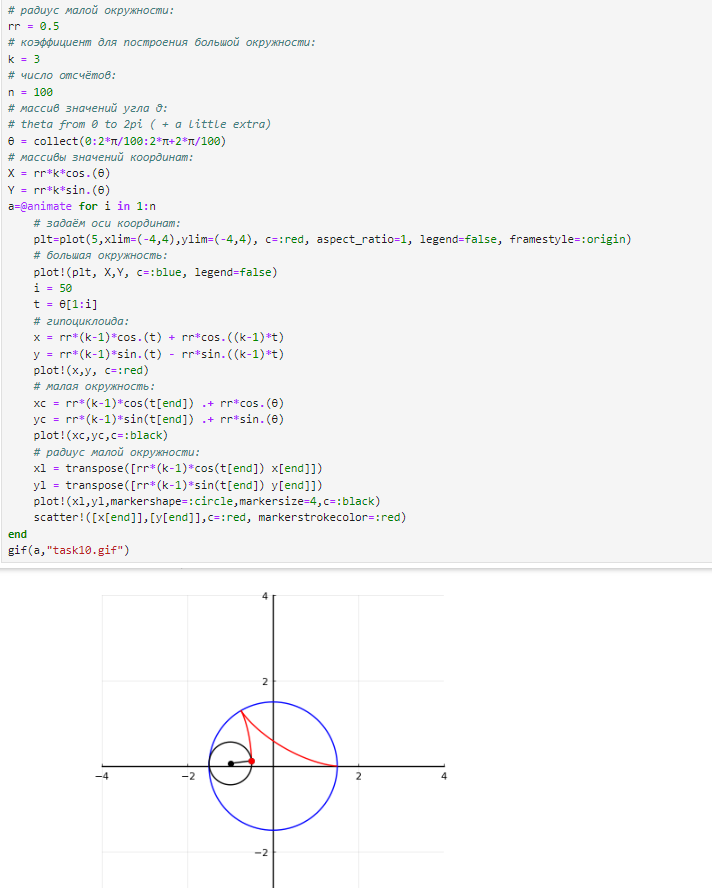 # радиус малой окружности:
rr = 0.5
# коэффициент для построения большой окружности:
k = 3
# число отсчётов:
n = 100
# массив значений угла θ:
# theta from 0 to 2pi ( + a little extra)
θ = collect(0:2*π/100:2*π+2*π/100)
# массивы значений координат:
X = rr*k*cos.(θ)
Y = rr*k*sin.(θ)
a=@animate for i in 1:n
    # задаём оси координат:
    plt=plot(5,xlim=(-4,4),ylim=(-4,4), c=:red, aspect_ratio=1, legend=false, framestyle=:origin)
    # большая окружность:
    plot!(plt, X,Y, c=:blue, legend=false)
    i = 50
    t = θ[1:i]
    # гипоциклоида:
    x = rr*(k-1)*cos.(t) + rr*cos.((k-1)*t)
    y = rr*(k-1)*sin.(t) - rr*sin.((k-1)*t)
    plot!(x,y, c=:red)
    # малая окружность:
    xc = rr*(k-1)*cos(t[end]) .+ rr*cos.(θ)
    yc = rr*(k-1)*sin(t[end]) .+ rr*sin.(θ)
    plot!(xc,yc,c=:black)
    # радиус малой окружности:
    xl = transpose([rr*(k-1)*cos(t[end]) x[end]])
    yl = transpose([rr*(k-1)*sin(t[end]) y[end]])
    plot!(xl,yl,markershape=:circle,markersize=4,c=:black)
    scatter!([x[end]],[y[end]],c=:red, markerstrokecolor=:red)
end
gif(a,"task10.gif")
4
2
−4 −2 2 4
−2